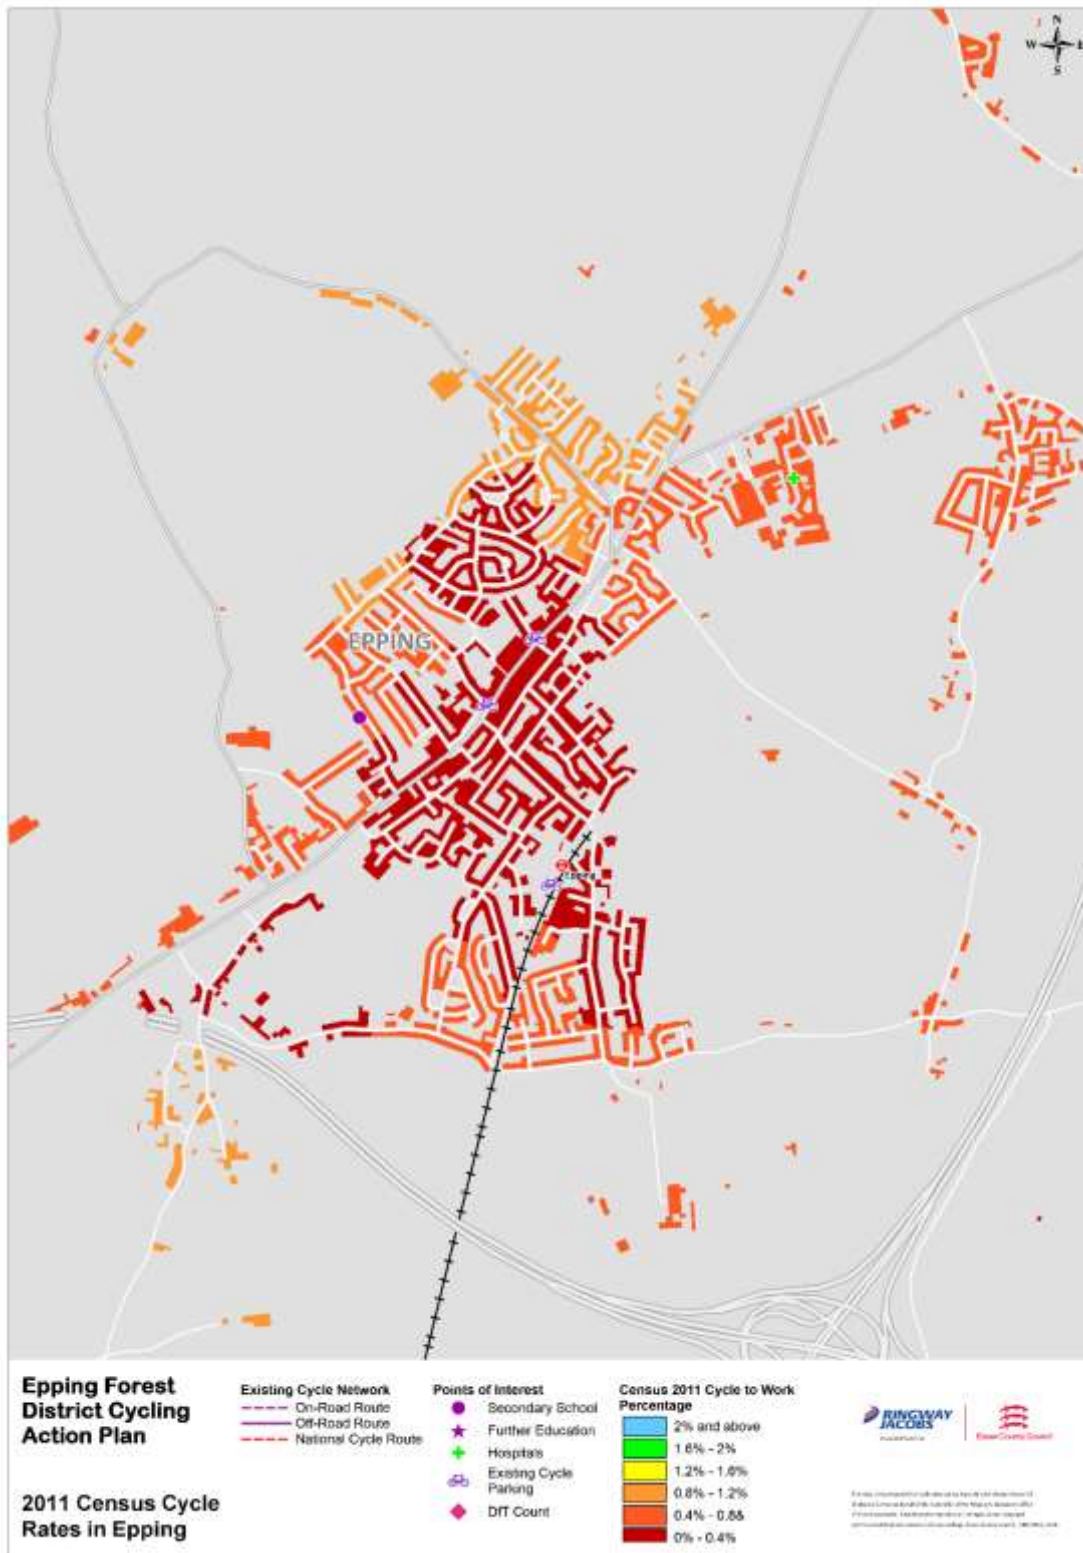 N
W E
S
EPPING
Epping
Epping Forest
District Cycling
Action Plan
2011 Census Cycle
Rates in Epping
Existing Cycle Network
On-Road Route
Off-Road Route
National Cycle Route
Points of Interest
Secondary School
Further Education
Hospitals
Existing Cycle
Parking
DfT Count
Census 2011 Cycle to Work
Percentage
2% and above
1.6% - 2%
1.2% - 1.6%
0.8% - 1.2%
0.4% - 0.8&
0% - 0.4%
RINGWAY
JACOBS
Essex County Council